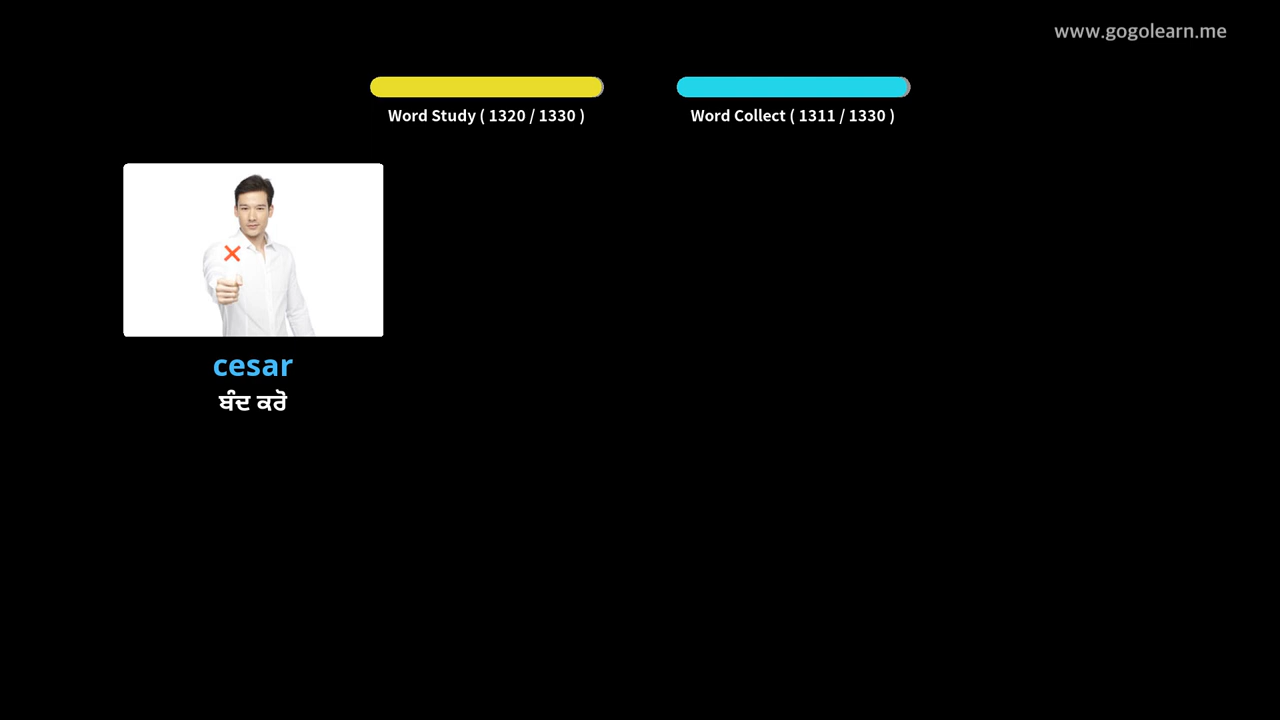 www.gogolearn.me
Word Study ( 1320 / 1330 )
Word Collect ( 1311 / 1330 )
cesar
ਬੰਦ ਕਰੋ